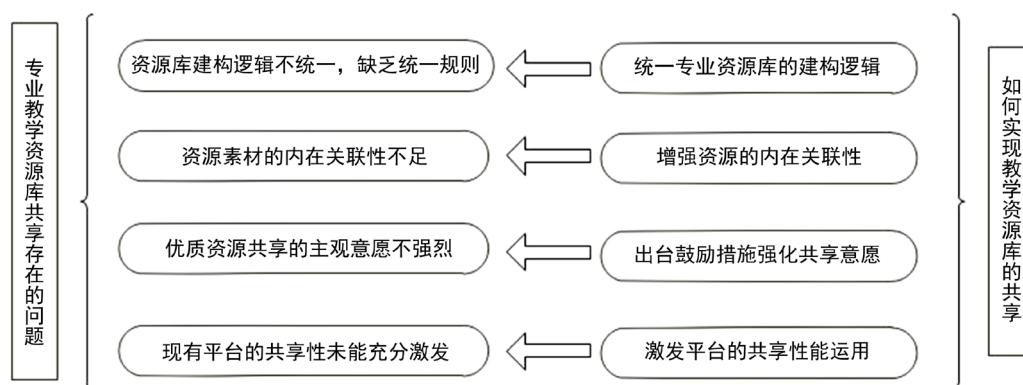 专业教学资源库共享存在的问题
资源库建构逻辑不统一，缺乏统一规则
统一专业资源库的建构逻辑
资源素材的内在关联性不足
增强资源的内在关联性
优质资源共享的主观意愿不强烈
出台鼓励措施强化共享意愿
现有平台的共享性未能充分激发
激发平台的共享性能运用
如何实现教学资源库的共享